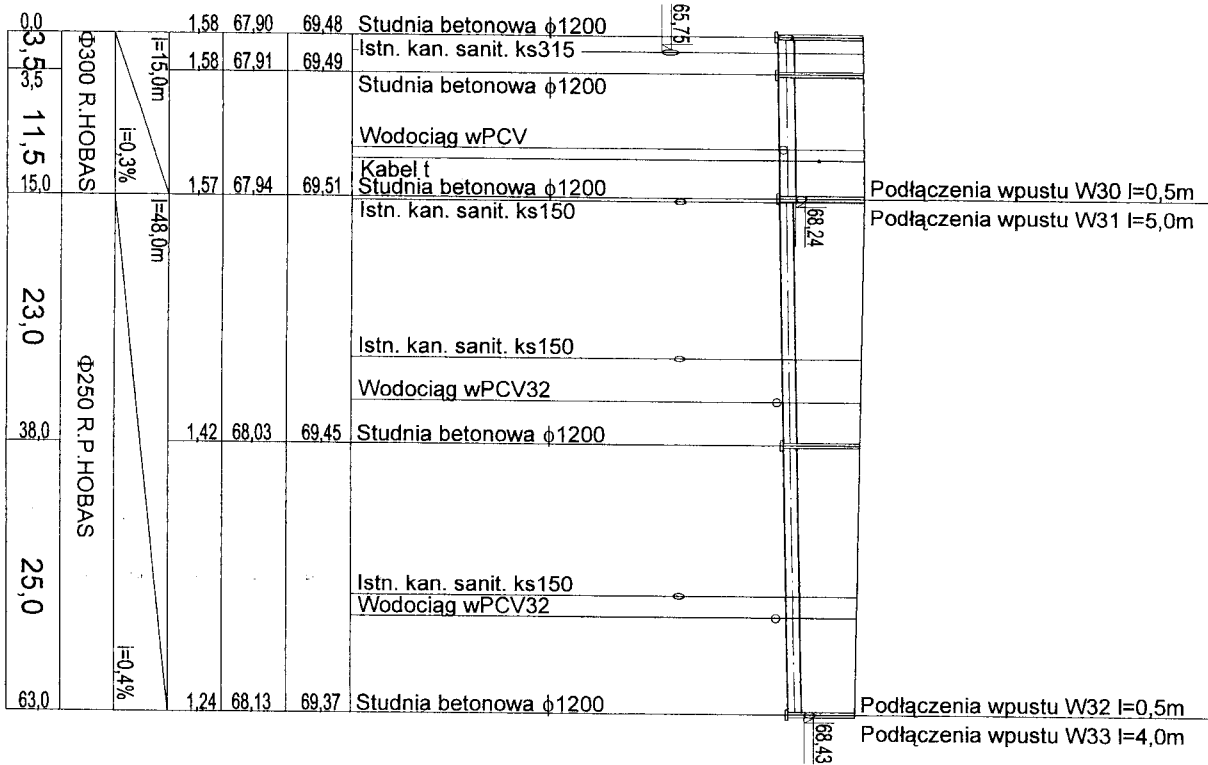 0,0 1,58 67,90 69,48 Studnia betonowa ϕ1200
65,75
Istn. kan. sanit. ks315
3,5 1,58 67,91 69,49
3,5
Studnia betonowa ϕ1200
Φ300 R.HOBAS
l=15,0m
i=0,3%
11,5
Wodociąg wPCV
Kabel t
15,0 1,57 67,94 69,51 Studnia betonowa ϕ1200
Podłączenia wpustu W30 l=0,5m
Istn. kan. sanit. ks150
68,24
Podłączenia wpustu W31 l=5,0m
l=48,0m
23,0
Istn. kan. sanit. ks150
Φ250 R.P.HOBAS
Wodociąg wPCV32
38,0 1,42 68,03 69,45 Studnia betonowa ϕ1200
25,0
Istn. kan. sanit. ks150
Wodociąg wPCV32
i=0,4%
63,0 1,24 68,13 69,37 Studnia betonowa ϕ1200
Podłączenia wpustu W32 l=0,5m
68,43
Podłączenia wpustu W33 l=4,0m